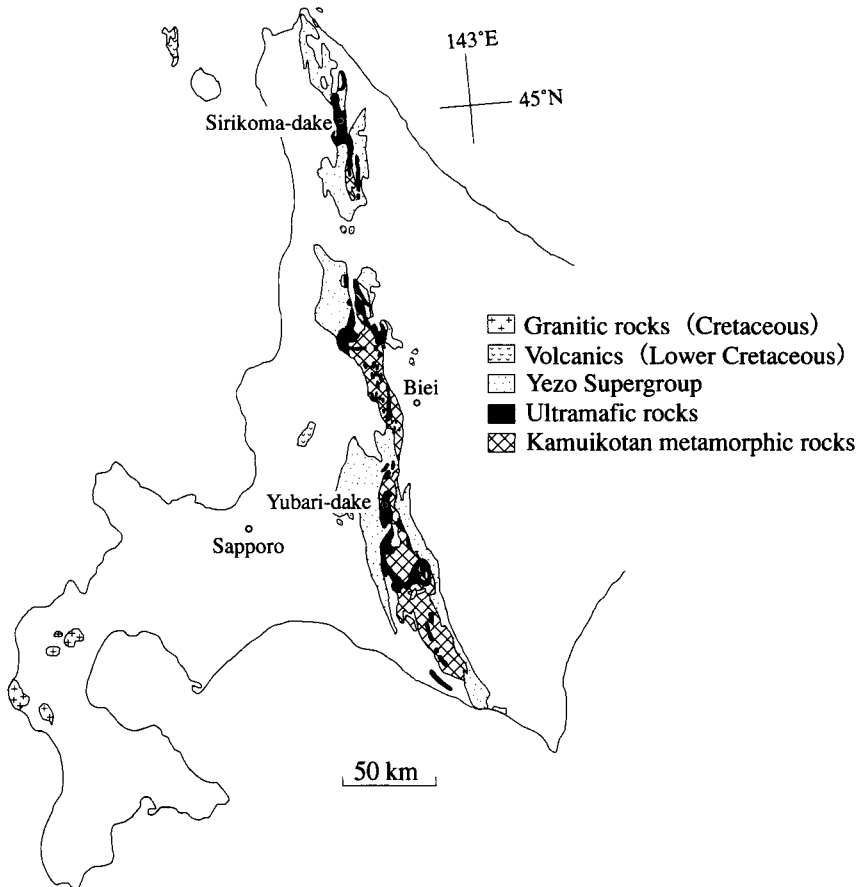 143°E
45°N
Sirikoma-dake
Granitic rocks (Cretaceous)
Volcanics (Lower Cretaceous)
Yezo Supergroup
Ultramafic rocks
Kamuikotan metamorphic rocks
Biei
Yubari-dake
Sapporo
50 km